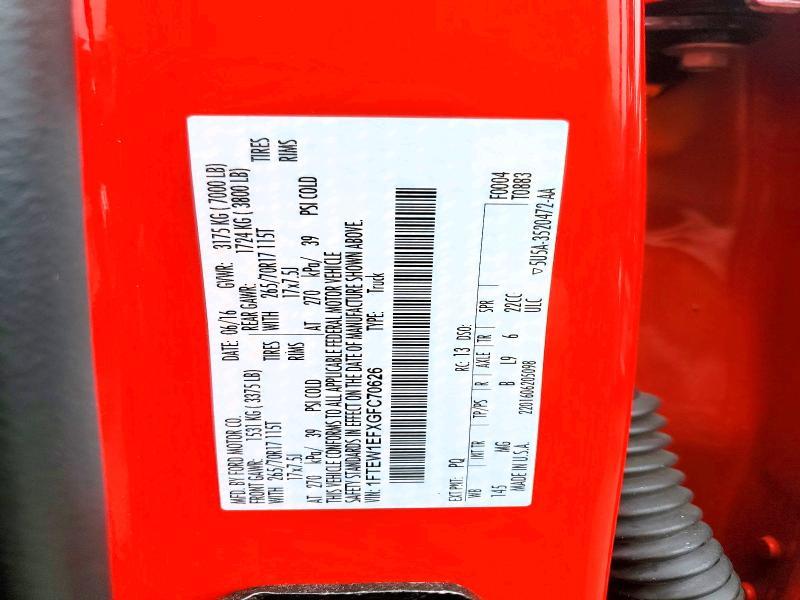 MFD. BY FORD MOTOR CO. DATE: 06/16 GVWR: 3175 KG ( 7000 LB)
FRONT GAWR: 1531 KG ( 3375 LB) REAR GAWR: 1724 KG ( 3800 LB)
WITH 265/70R17 115T TIRES WITH 265/70R17 115T TIRES
17x7.5J RIMS 17x7.5J RIMS
AT 270 kPa/ 39 PSI COLD AT 270 kPa/ 39 PSI COLD
THIS VEHICLE CONFORMS TO ALL APPLICABLE FEDERAL MOTOR VEHICLE
SAFETY STANDARDS IN EFFECT ON THE DATE OF MANUFACTURE SHOWN ABOVE.
VIN: 1FTEW1EFXGFC70626 TYPE: Truck
F0004
EXT PNT: PQ RC: 13 DSO: T0883
WB INT TR TP/PS R AXLE TR SPR
145 MG B L9 6 22CC
MADE IN U.S.A. 2201606205098 ULC ▽ 5U5A-3520472-AA